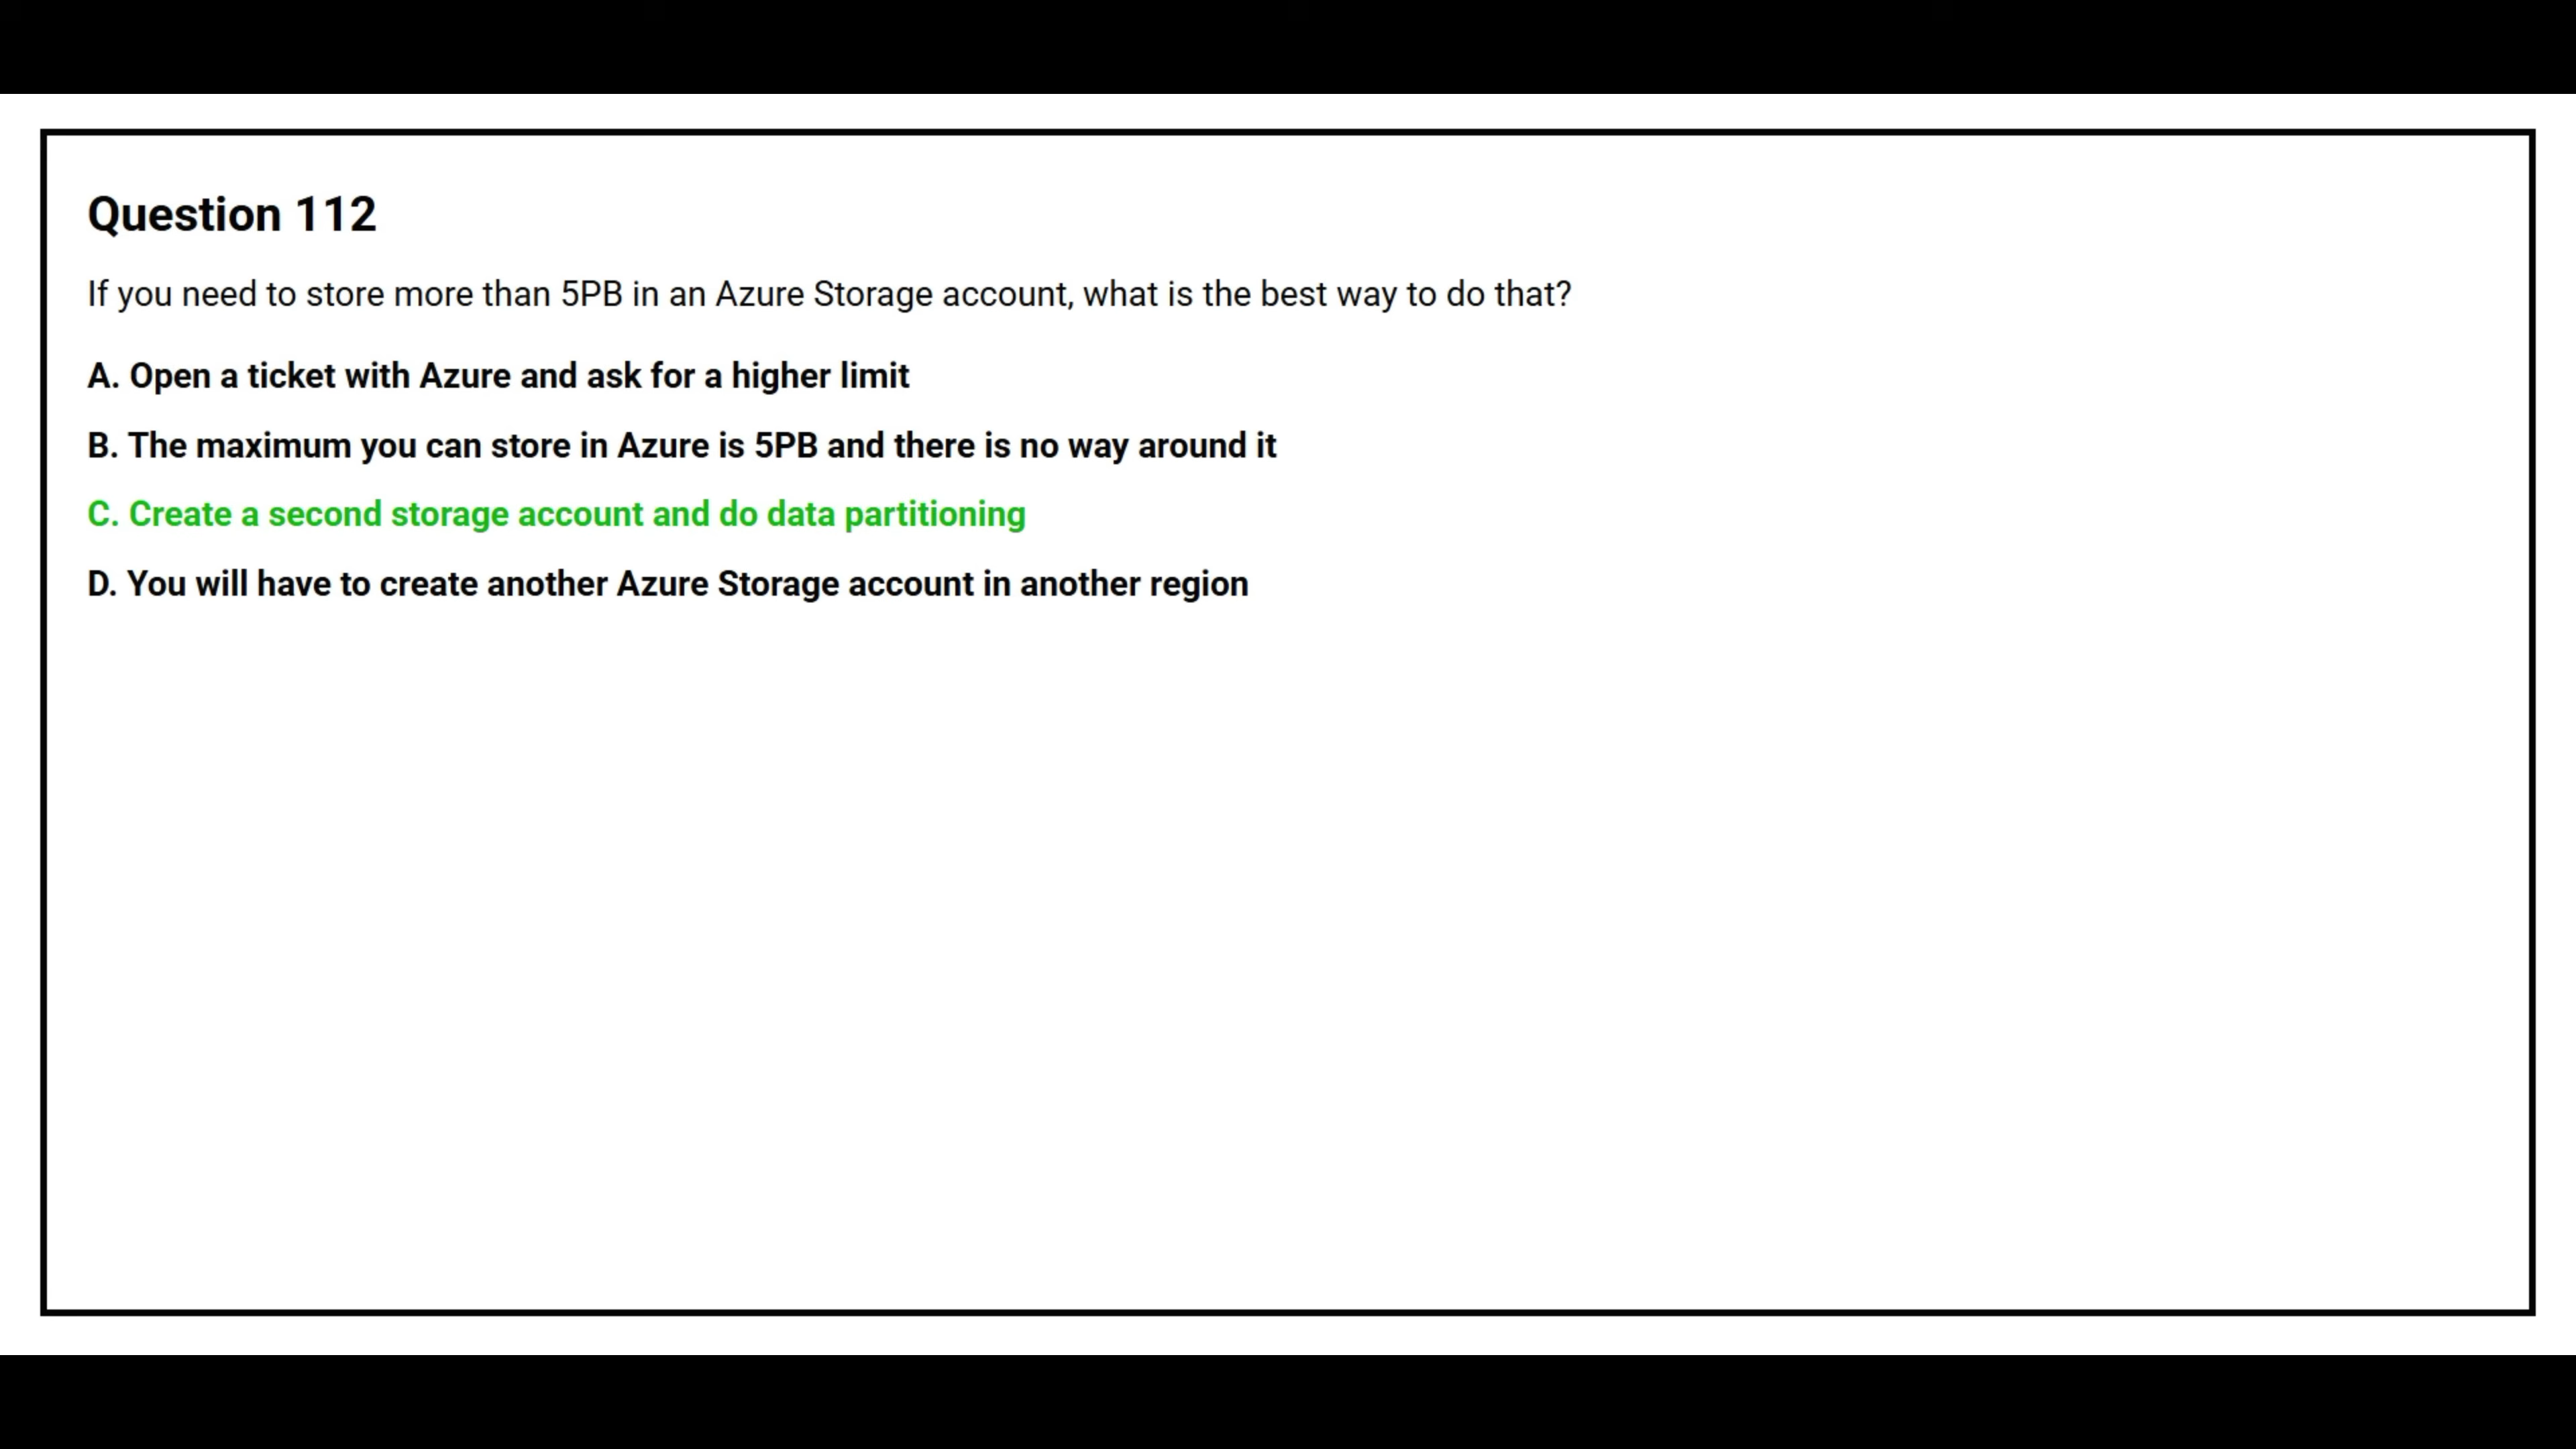 Question 112
If you need to store more than 5PB in an Azure Storage account, what is the best way to do that?
A. Open a ticket with Azure and ask for a higher limit
B. The maximum you can store in Azure is 5PB and there is no way around it
C. Create a second storage account and do data partitioning
D. You will have to create another Azure Storage account in another region